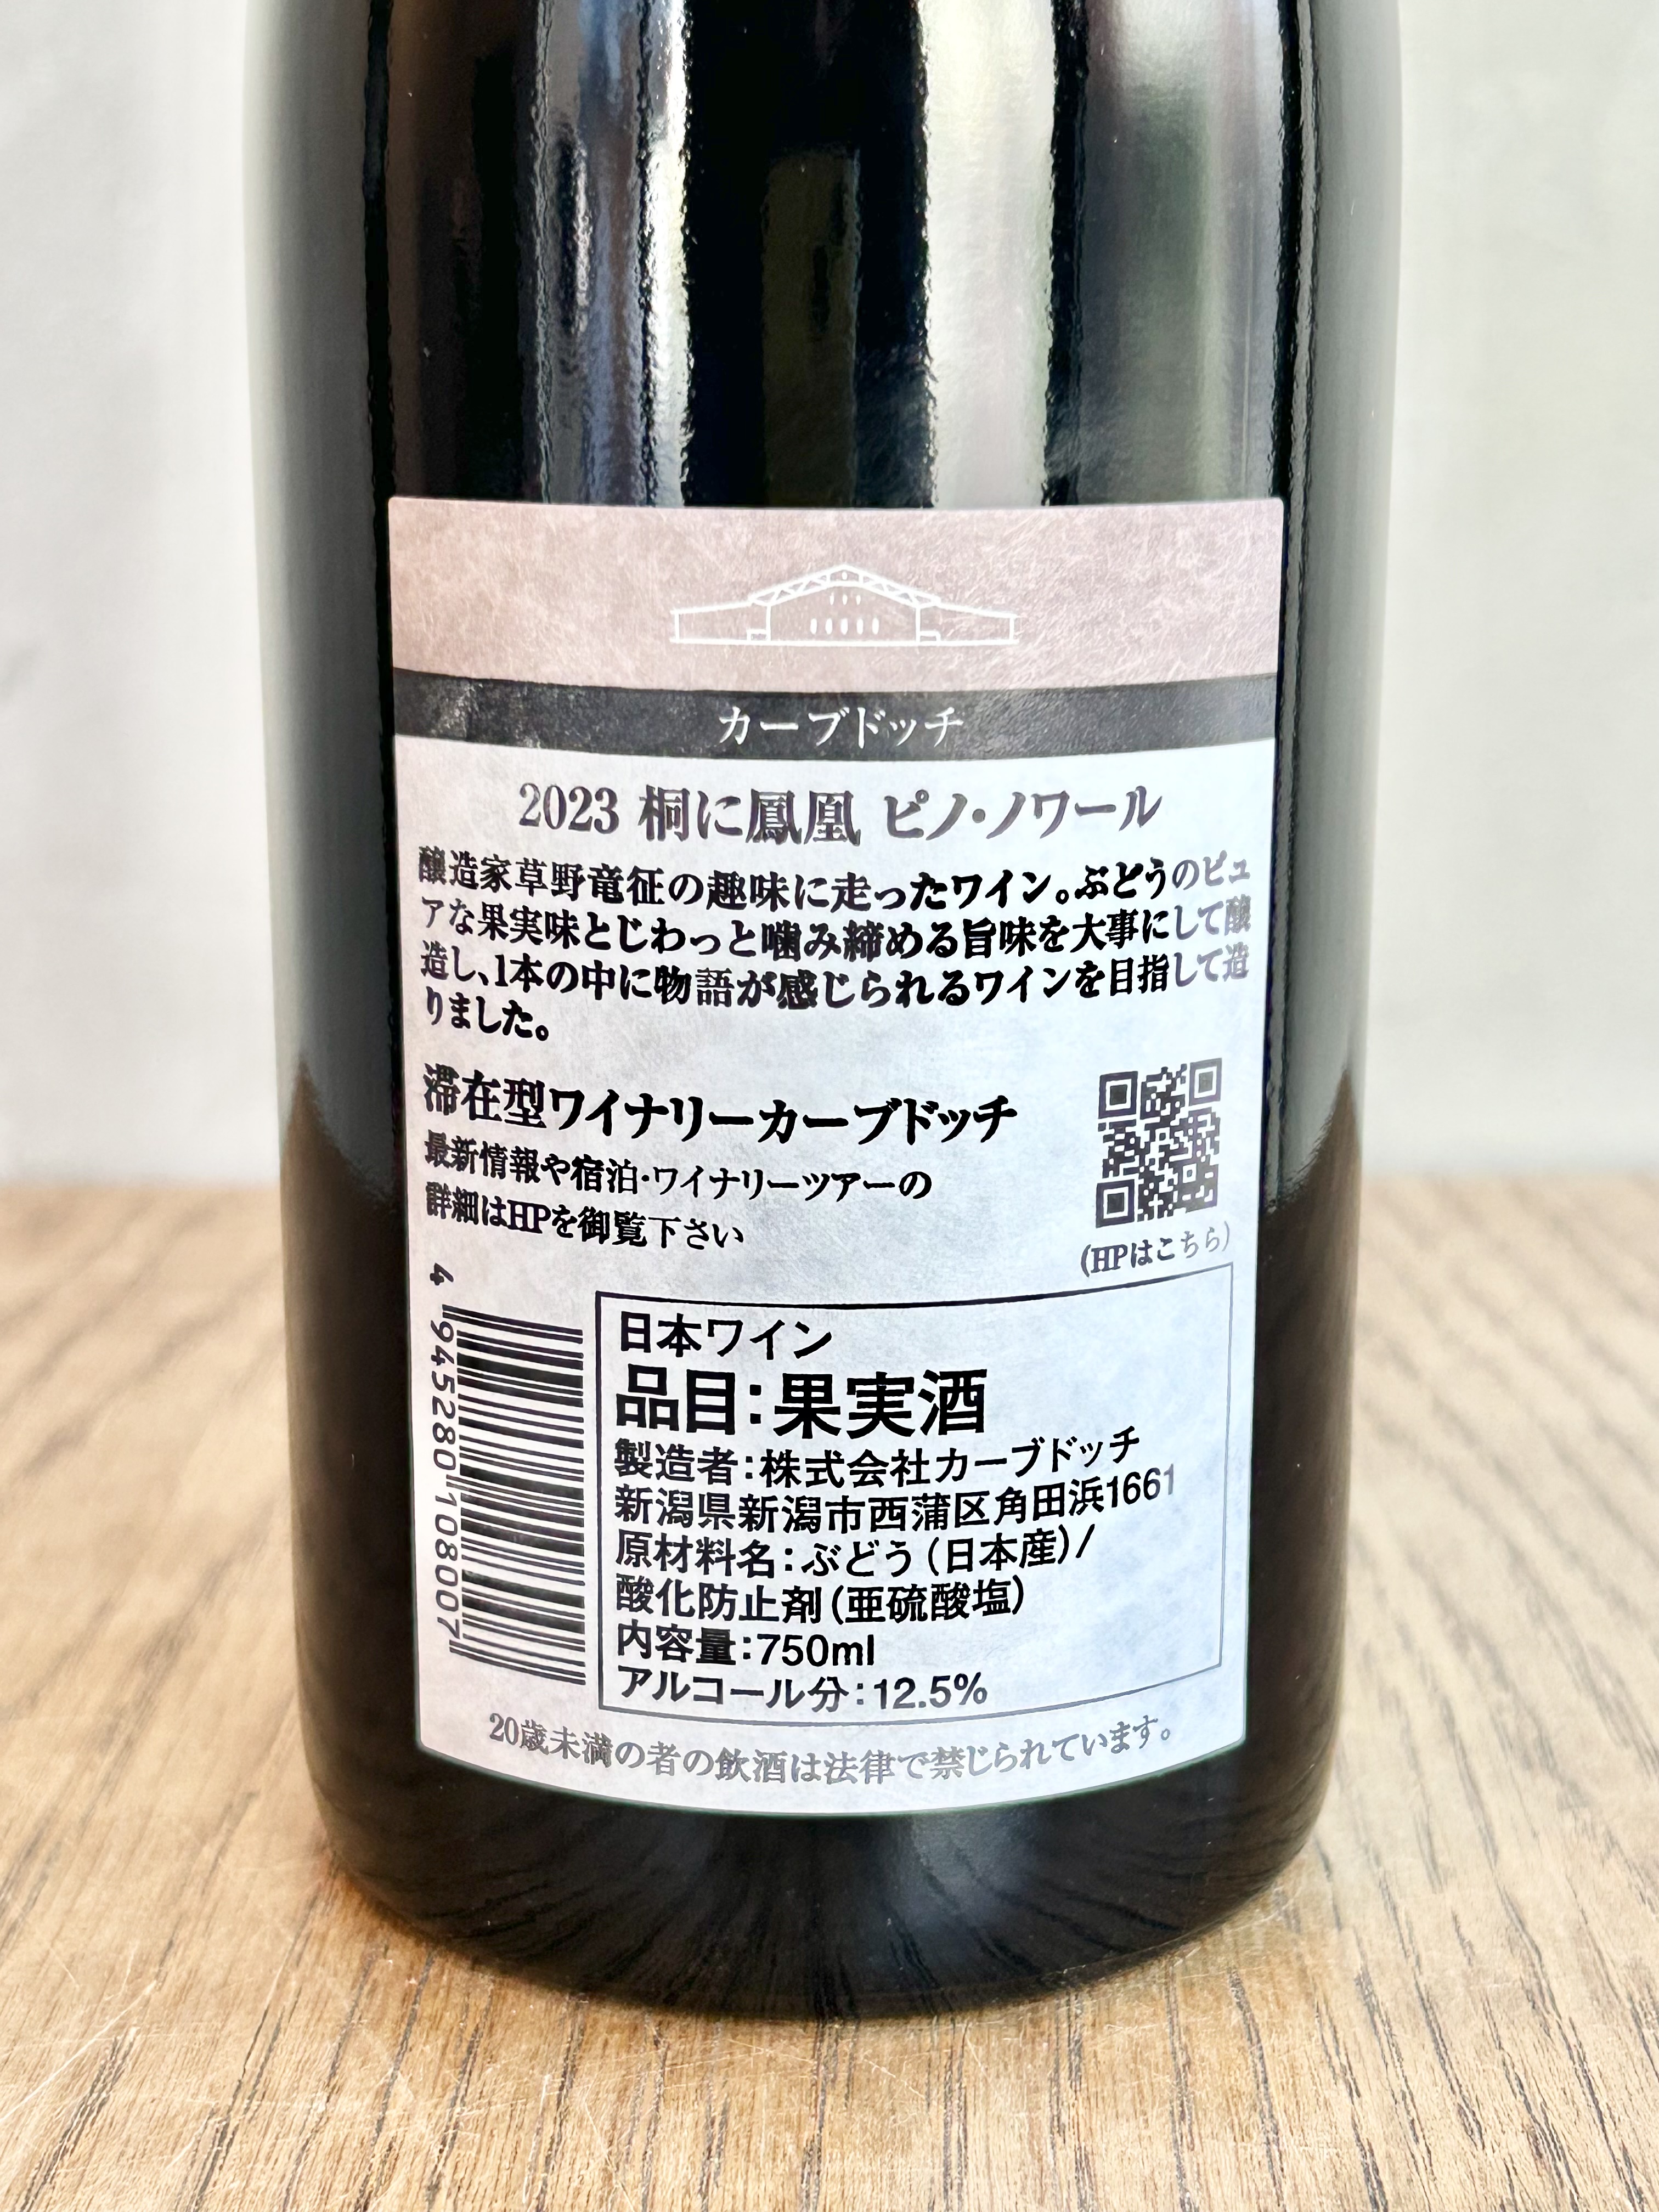 カーブドッチ
2023 桐に鳳凰 ピノ・ノワール
醸造家草野竜征の趣味に走ったワイン。ぶどうのピュ
アな果実味とじわっと噛み締める旨味を大事にして醸
造し、1本の中に物語が感じられるワインを目指して造
りました。
滞在型ワイナリーカーブドッチ
最新情報や宿泊・ワイナリーツアーの
詳細はHPを御覧下さい
(HPはこちら)
4 945280 108007
日本ワイン
品目：果実酒
製造者：株式会社カーブドッチ
新潟県新潟市西蒲区角田浜1661
原材料名：ぶどう(日本産)/
酸化防止剤(亜硫酸塩)
内容量：750ml
アルコール分：12.5%
20歳未満の者の飲酒は法律で禁じられています。